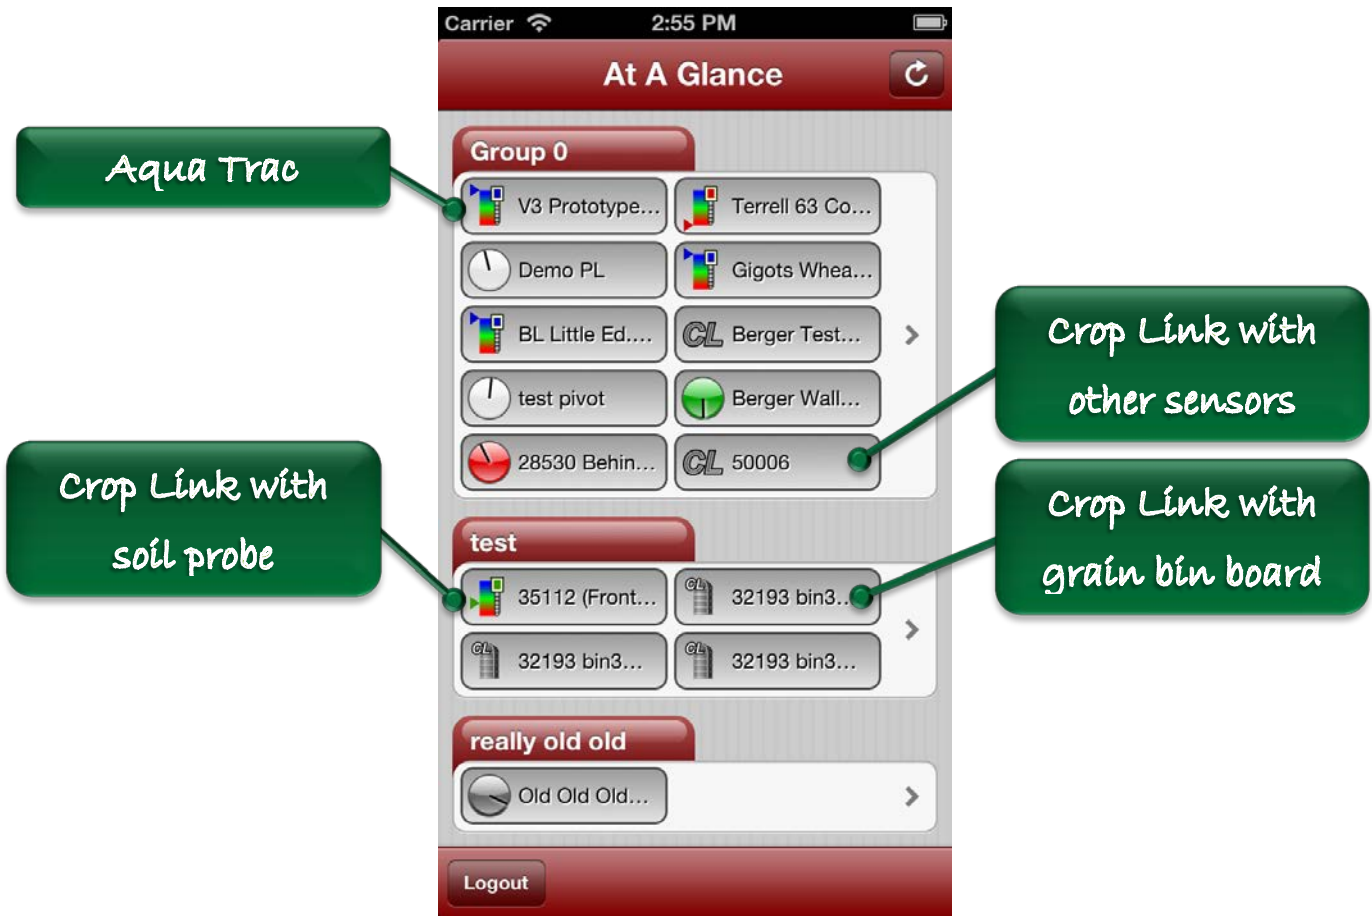 Carrier 2:55 PM
At A Glance
Aqua Trac
Group 0
V3 Prototype... Terrell 63 Co...
Demo PL Gigots Whea...
BL Little Ed.... CL Berger Test...
test pivot Berger Wall...
28530 Behin... CL 50006
Crop Link with
other sensors
Crop Link with
soil probe
Crop Link with
grain bin board
test
35112 (Front... CL 32193 bin3...
CL 32193 bin3... CL 32193 bin3...
really old old
Old Old Old...
Logout